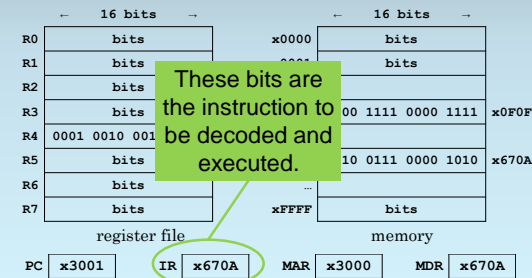 ← 16 bits → ← 16 bits →
R0 bits x0000 bits
R1 bits bits
R2 bits
R3 bits 00 1111 0000 1111 x0F0F
R4 0001 0010 001
R5 bits 10 0111 0000 1010 x670A
R6 bits …
R7 bits xFFFF bits
These bits are
the instruction to
be decoded and
executed.
register file memory
PC x3001 IR x670A MAR x3000 MDR x670A